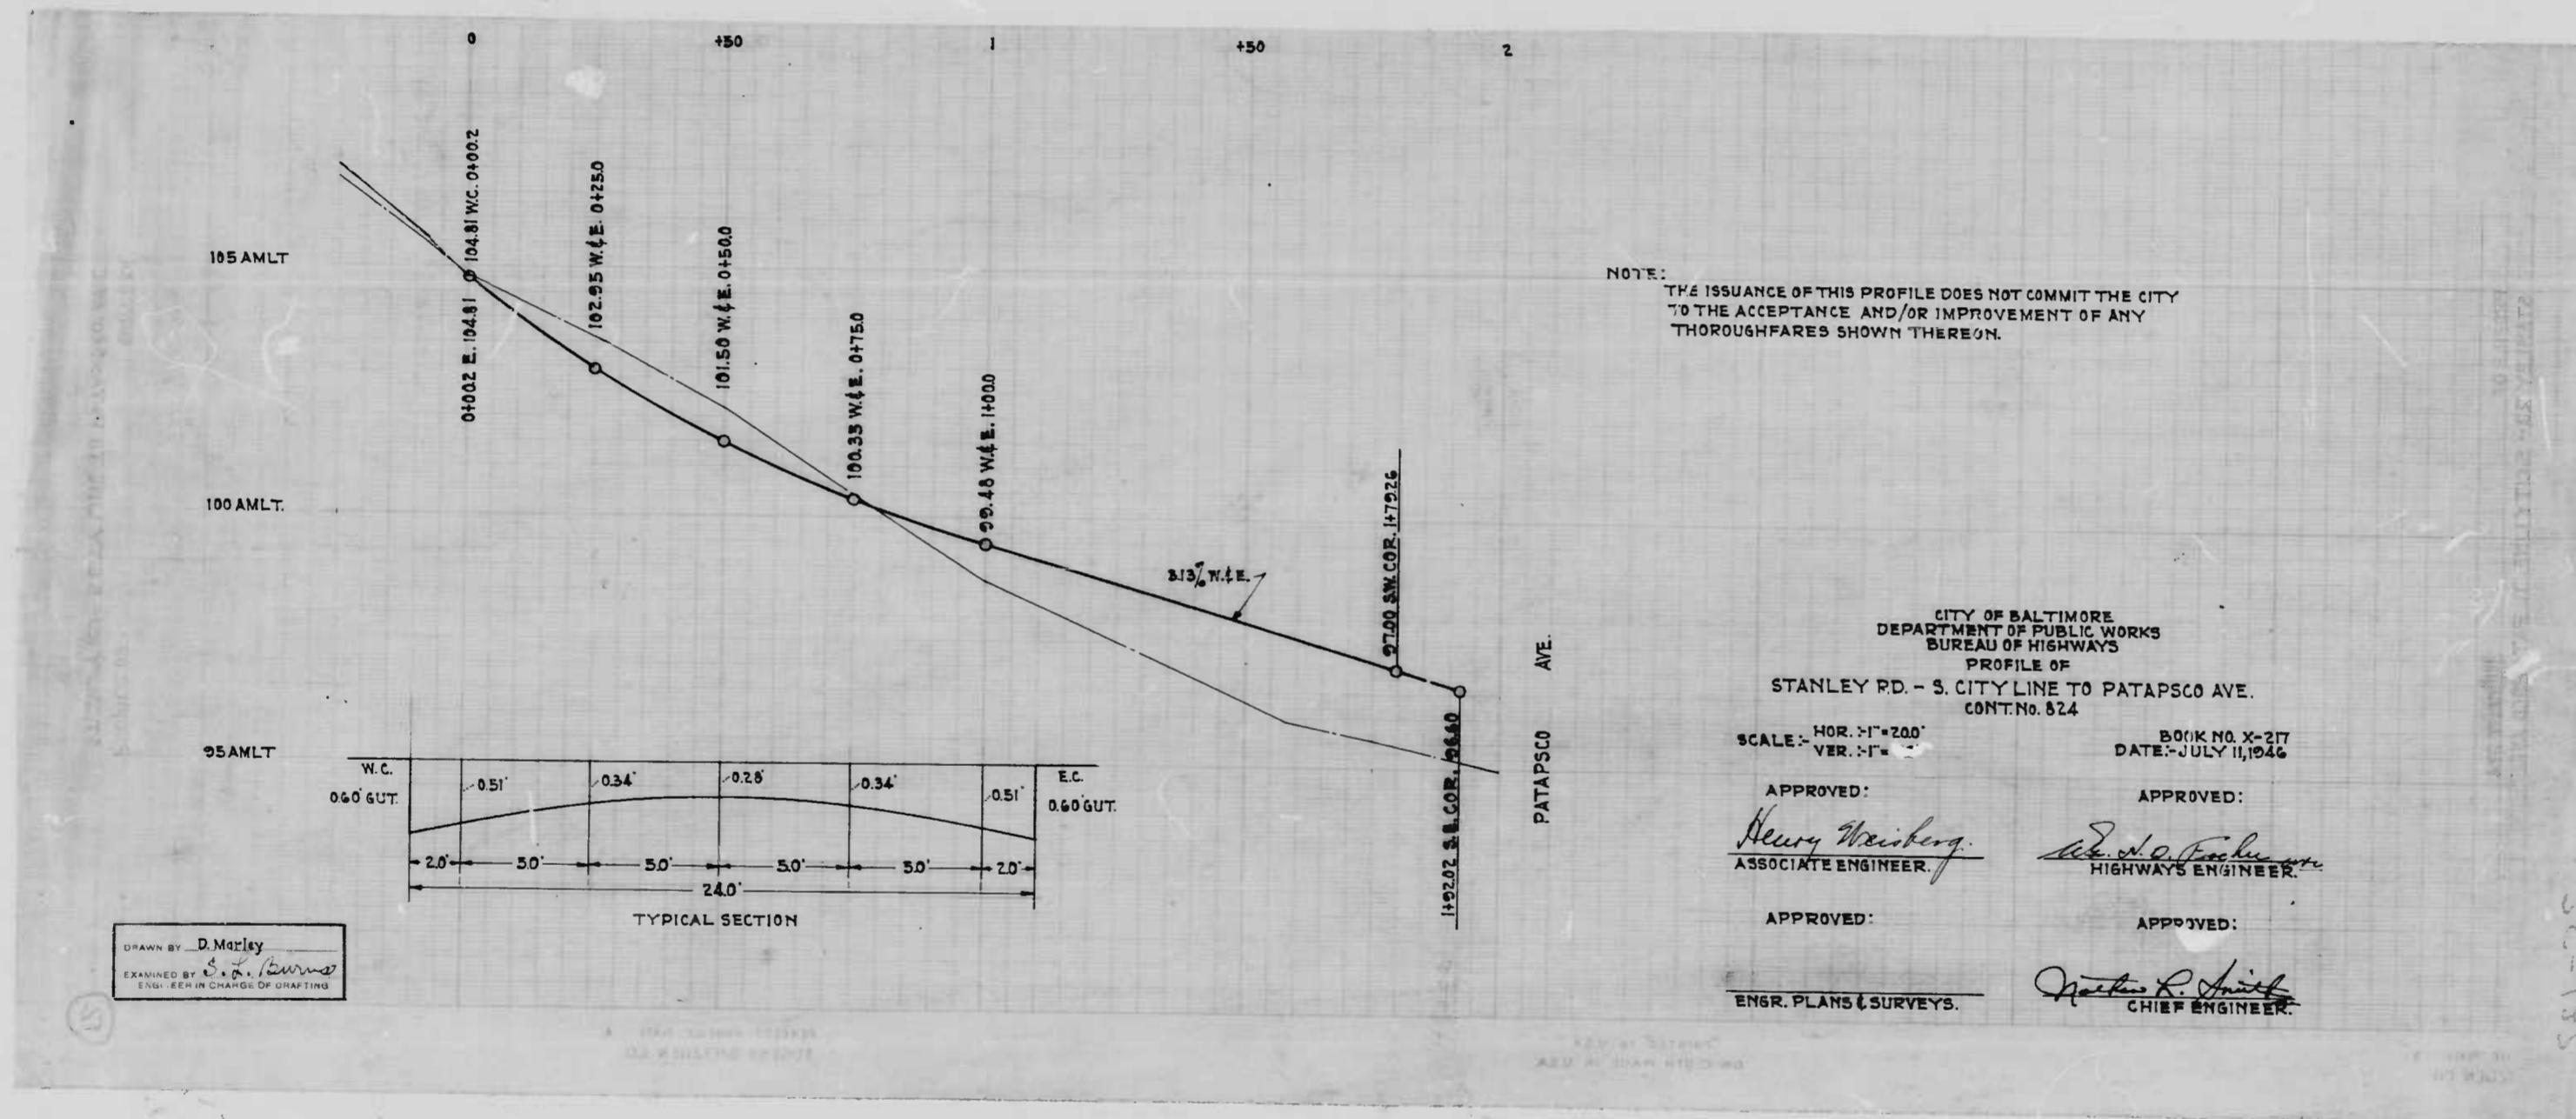 0 +50 1 +50 2
104.81 W.C. 0+00.2
0+00.2 E. 104.81
102.95 W.&E. 0+25.0
101.50 W.&E. 0+50.0
100.33 W.&E. 0+75.0
99.48 W.&E. 1+00.0
3.13% W.&E.
97.00 S.W. COR. 1+79.26
1+92.02 S.E. COR. 96.60
PATAPSCO AVE.
105 AMLT
100 AMLT.
95 AMLT
NOTE:
THE ISSUANCE OF THIS PROFILE DOES NOT COMMIT THE CITY
TO THE ACCEPTANCE AND/OR IMPROVEMENT OF ANY
THOROUGHFARES SHOWN THEREON.
W.C.
0.60' GUT.
0.51' 0.34' 0.28' 0.34' 0.51'
E.C.
0.60' GUT.
2.0' 5.0' 5.0' 5.0' 5.0' 2.0'
24.0'
TYPICAL SECTION
DRAWN BY D. Marley
EXAMINED BY S. L. Burns
ENGINEER IN CHARGE OF DRAFTING
CITY OF BALTIMORE
DEPARTMENT OF PUBLIC WORKS
BUREAU OF HIGHWAYS
PROFILE OF
STANLEY RD. - S. CITY LINE TO PATAPSCO AVE.
CONT. No. 824
SCALE:- HOR. :-1"=20.0'
VER. :-1"=
BOOK NO. X-217
DATE:-JULY 11, 1946
APPROVED:
Henry Weisberg.
ASSOCIATE ENGINEER.
APPROVED:
HIGHWAYS ENGINEER.
APPROVED:
ENGR. PLANS & SURVEYS.
APPROVED:
Nathan L. Smith
CHIEF ENGINEER.